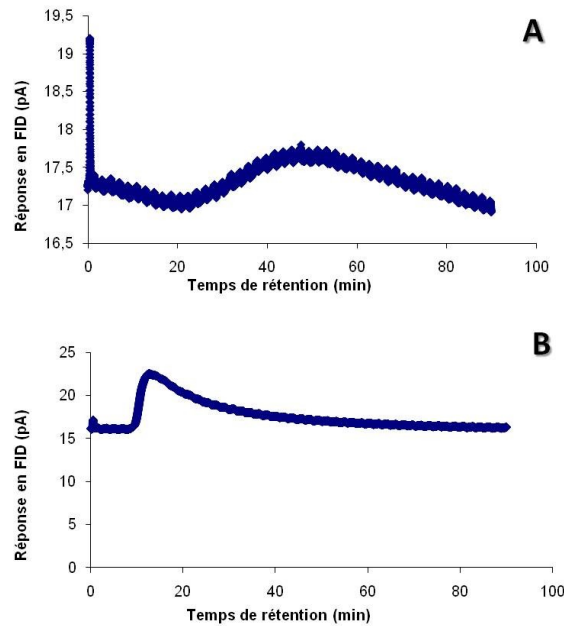 A
19,5
19
18,5
18
17,5
17
16,5
0 20 40 60 80 100
Réponse en FID (pA)
Temps de rétention (min)
B
25
20
15
10
5
0
0 20 40 60 80 100
Réponse en FID (pA)
Temps de rétention (min)